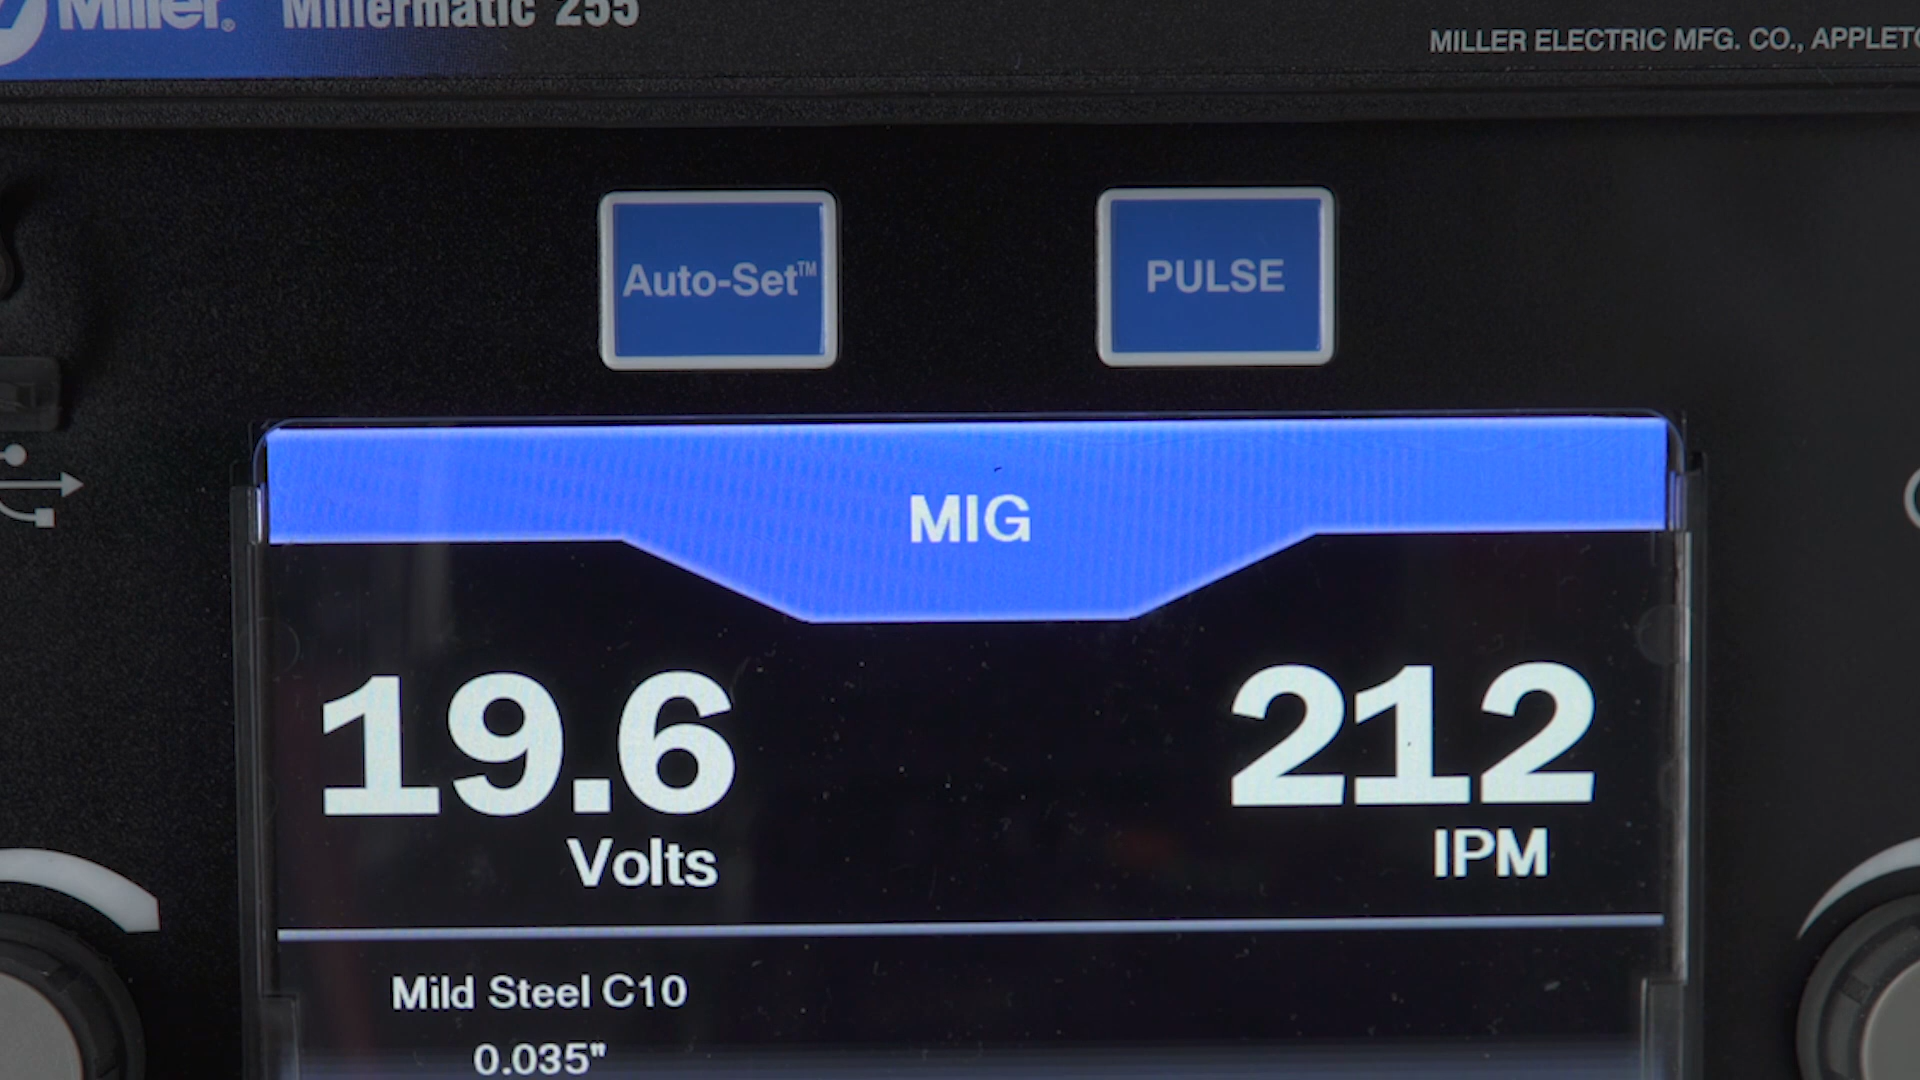 Miller® Millermatic 255
MILLER ELECTRIC MFG. CO.,
Auto-Set™
PULSE
MIG
19.6
212
Volts
IPM
Mild Steel C10
0.035"